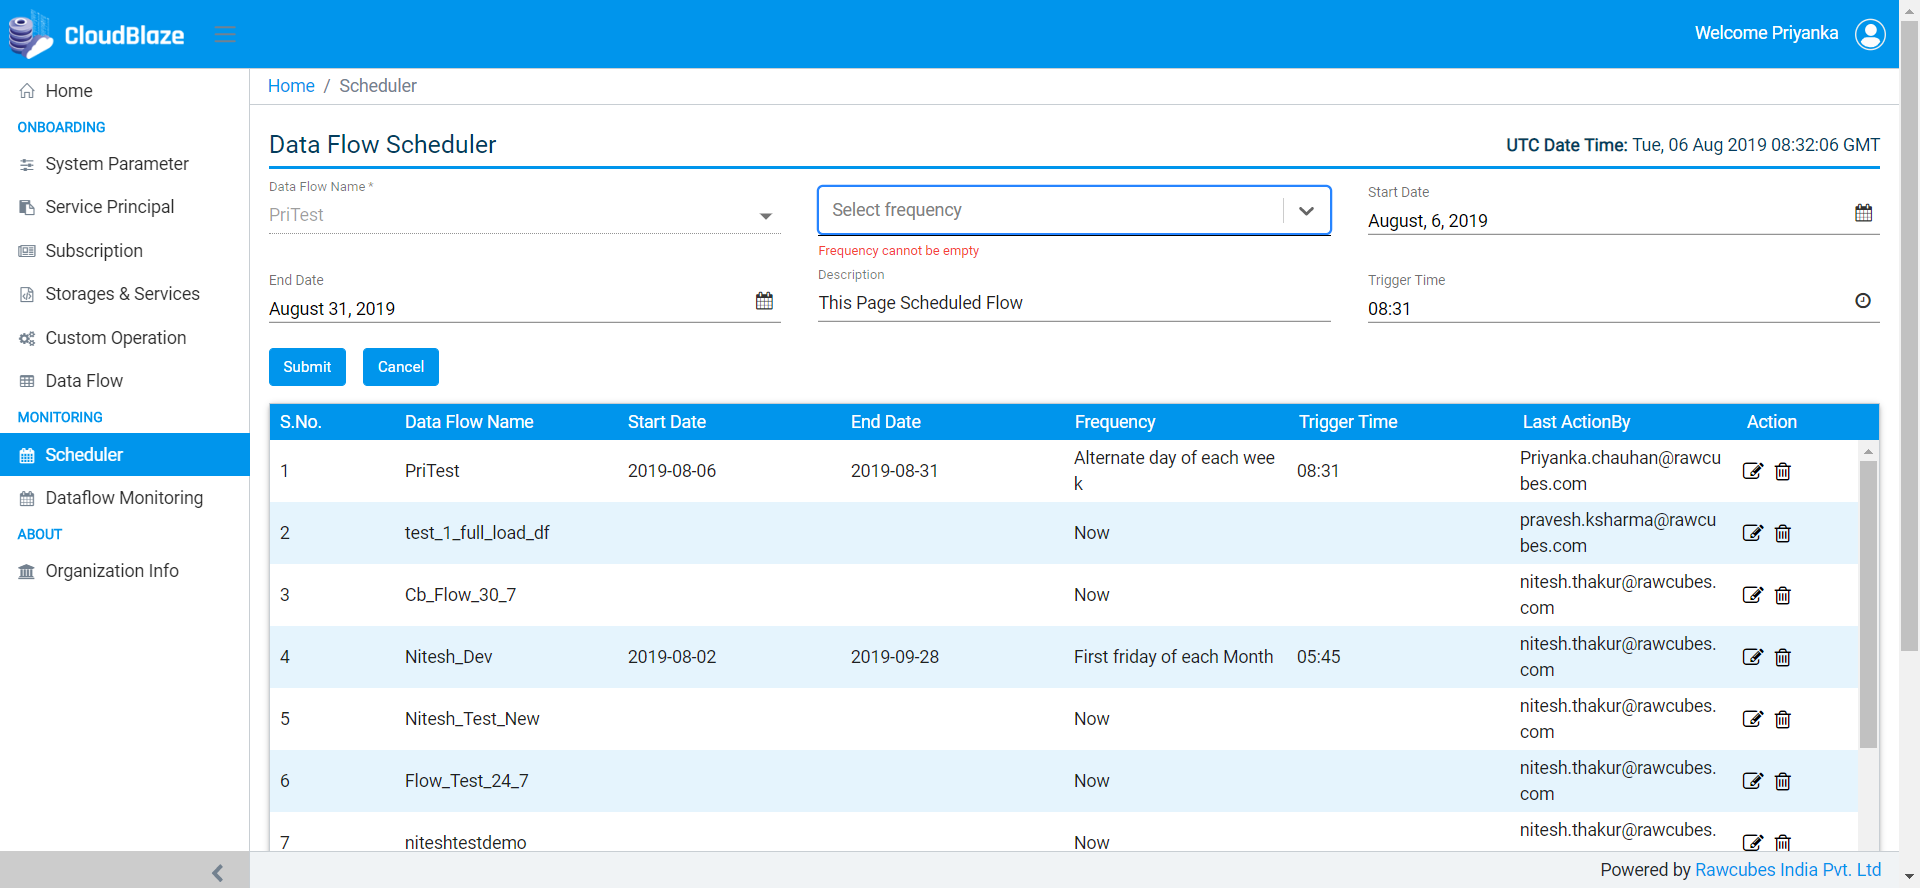 CloudBlaze
Welcome Priyanka
Home
ONBOARDING
System Parameter
Service Principal
Subscription
Storages & Services
Custom Operation
Data Flow
MONITORING
Scheduler
Dataflow Monitoring
ABOUT
Organization Info
Home / Scheduler
Data Flow Scheduler
UTC Date Time: Tue, 06 Aug 2019 08:32:06 GMT
Data Flow Name *
PriTest
Select frequency
Frequency cannot be empty
Start Date
August, 6, 2019
End Date
August 31, 2019
Description
This Page Scheduled Flow
Trigger Time
08:31
Submit Cancel
S.No. Data Flow Name Start Date End Date Frequency Trigger Time Last ActionBy Action
1 PriTest 2019-08-06 2019-08-31 Alternate day of each wee 08:31 Priyanka.chauhan@rawcu
k bes.com
2 test_1_full_load_df Now pravesh.ksharma@rawcu
bes.com
3 Cb_Flow_30_7 Now nitesh.thakur@rawcubes.
com
4 Nitesh_Dev 2019-08-02 2019-09-28 First friday of each Month 05:45 nitesh.thakur@rawcubes.
com
5 Nitesh_Test_New Now nitesh.thakur@rawcubes.
com
6 Flow_Test_24_7 Now nitesh.thakur@rawcubes.
com
7 niteshtestdemo Now nitesh.thakur@rawcubes.
Powered by Rawcubes India Pvt. Ltd